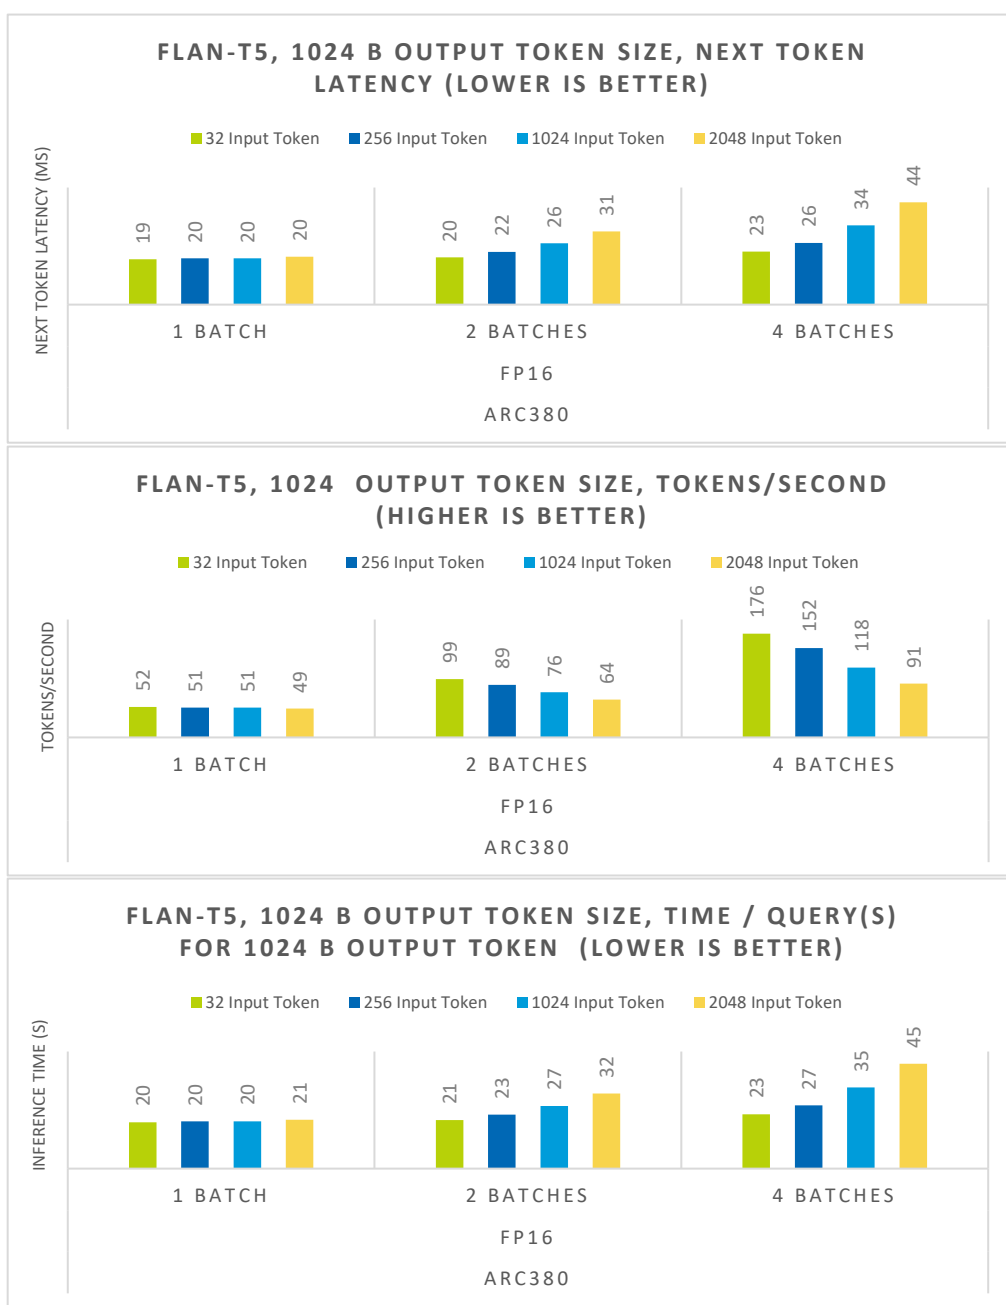 FLAN-T5, 1024 B OUTPUT TOKEN SIZE, NEXT TOKEN
LATENCY (LOWER IS BETTER)
32 Input Token 256 Input Token 1024 Input Token 2048 Input Token
NEXT TOKEN LATENCY (MS)
19 20 20 20 20 22 26 31 23 26 34 44
1 BATCH 2 BATCHES 4 BATCHES
FP16
ARC380
FLAN-T5, 1024 OUTPUT TOKEN SIZE, TOKENS/SECOND
(HIGHER IS BETTER)
32 Input Token 256 Input Token 1024 Input Token 2048 Input Token
TOKENS/SECOND
52 51 51 49 99 89 76 64 176 152 118 91
1 BATCH 2 BATCHES 4 BATCHES
FP16
ARC380
FLAN-T5, 1024 B OUTPUT TOKEN SIZE, TIME / QUERY(S)
FOR 1024 B OUTPUT TOKEN (LOWER IS BETTER)
32 Input Token 256 Input Token 1024 Input Token 2048 Input Token
INFERENCE TIME (S)
20 20 20 21 21 23 27 32 23 27 35 45
1 BATCH 2 BATCHES 4 BATCHES
FP16
ARC380